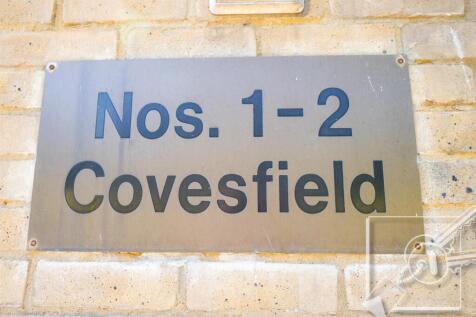 Nos. 1-2
Covesfield